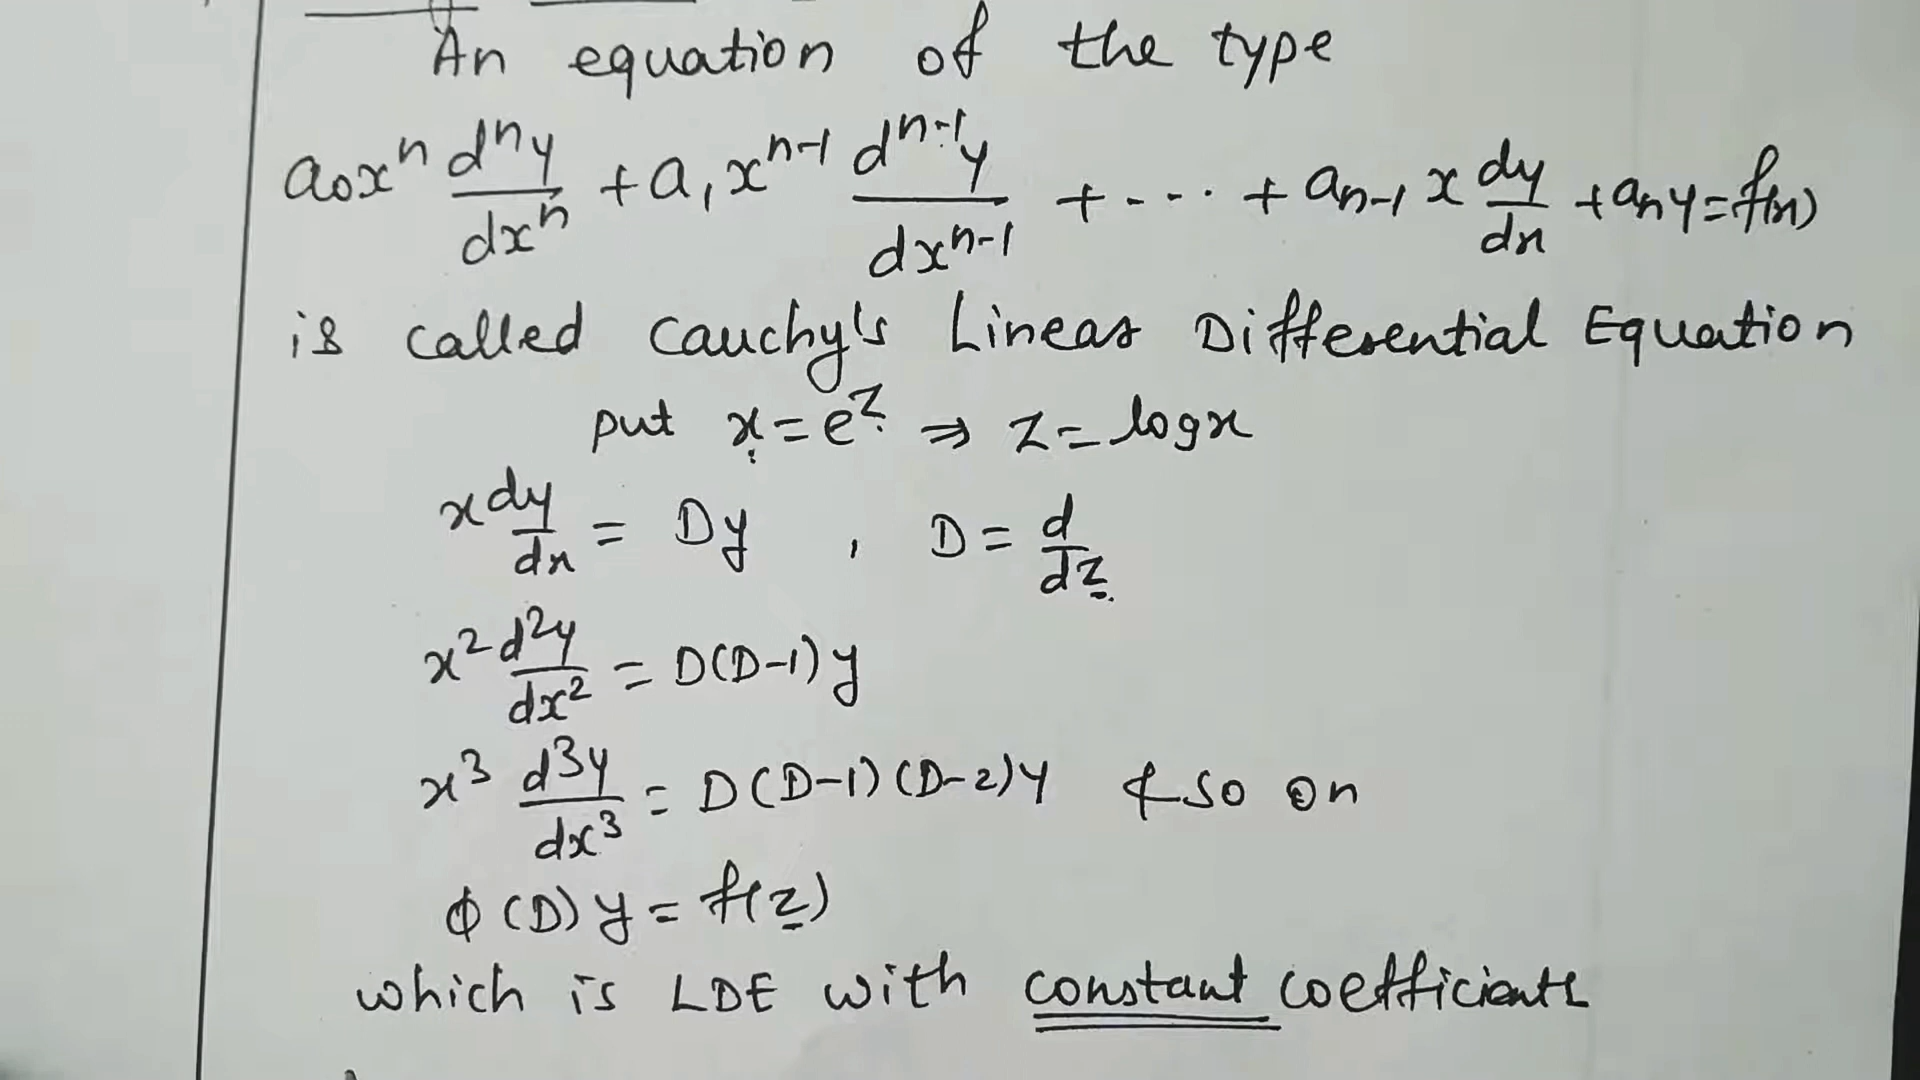 An equation of the type
a₀xⁿ dⁿy/dxⁿ + a₁xⁿ⁻¹ dⁿ⁻¹y/dxⁿ⁻¹ + ---- + aₙ₋₁ x dy/dx + aₙy = f(x)
is called Cauchy's Linear Differential Equation
put x = e^z ⇒ z = logx
x dy/dx = Dy , D = d/dz
x² d²y/dx² = D(D-1)y
x³ d³y/dx³ = D(D-1)(D-2)y & so on
ϕ(D)y = f(z)
which is LDE with constant coefficients